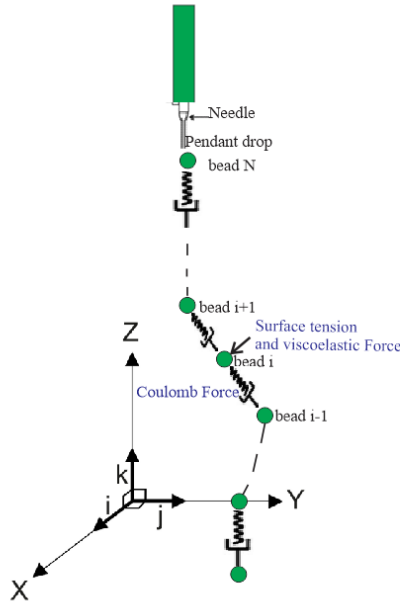 Needle
Pendant drop
bead N
bead i+1
Surface tension
and viscoelastic Force
bead i
Coulomb Force
bead i-1
Z
k
i
j
Y
X